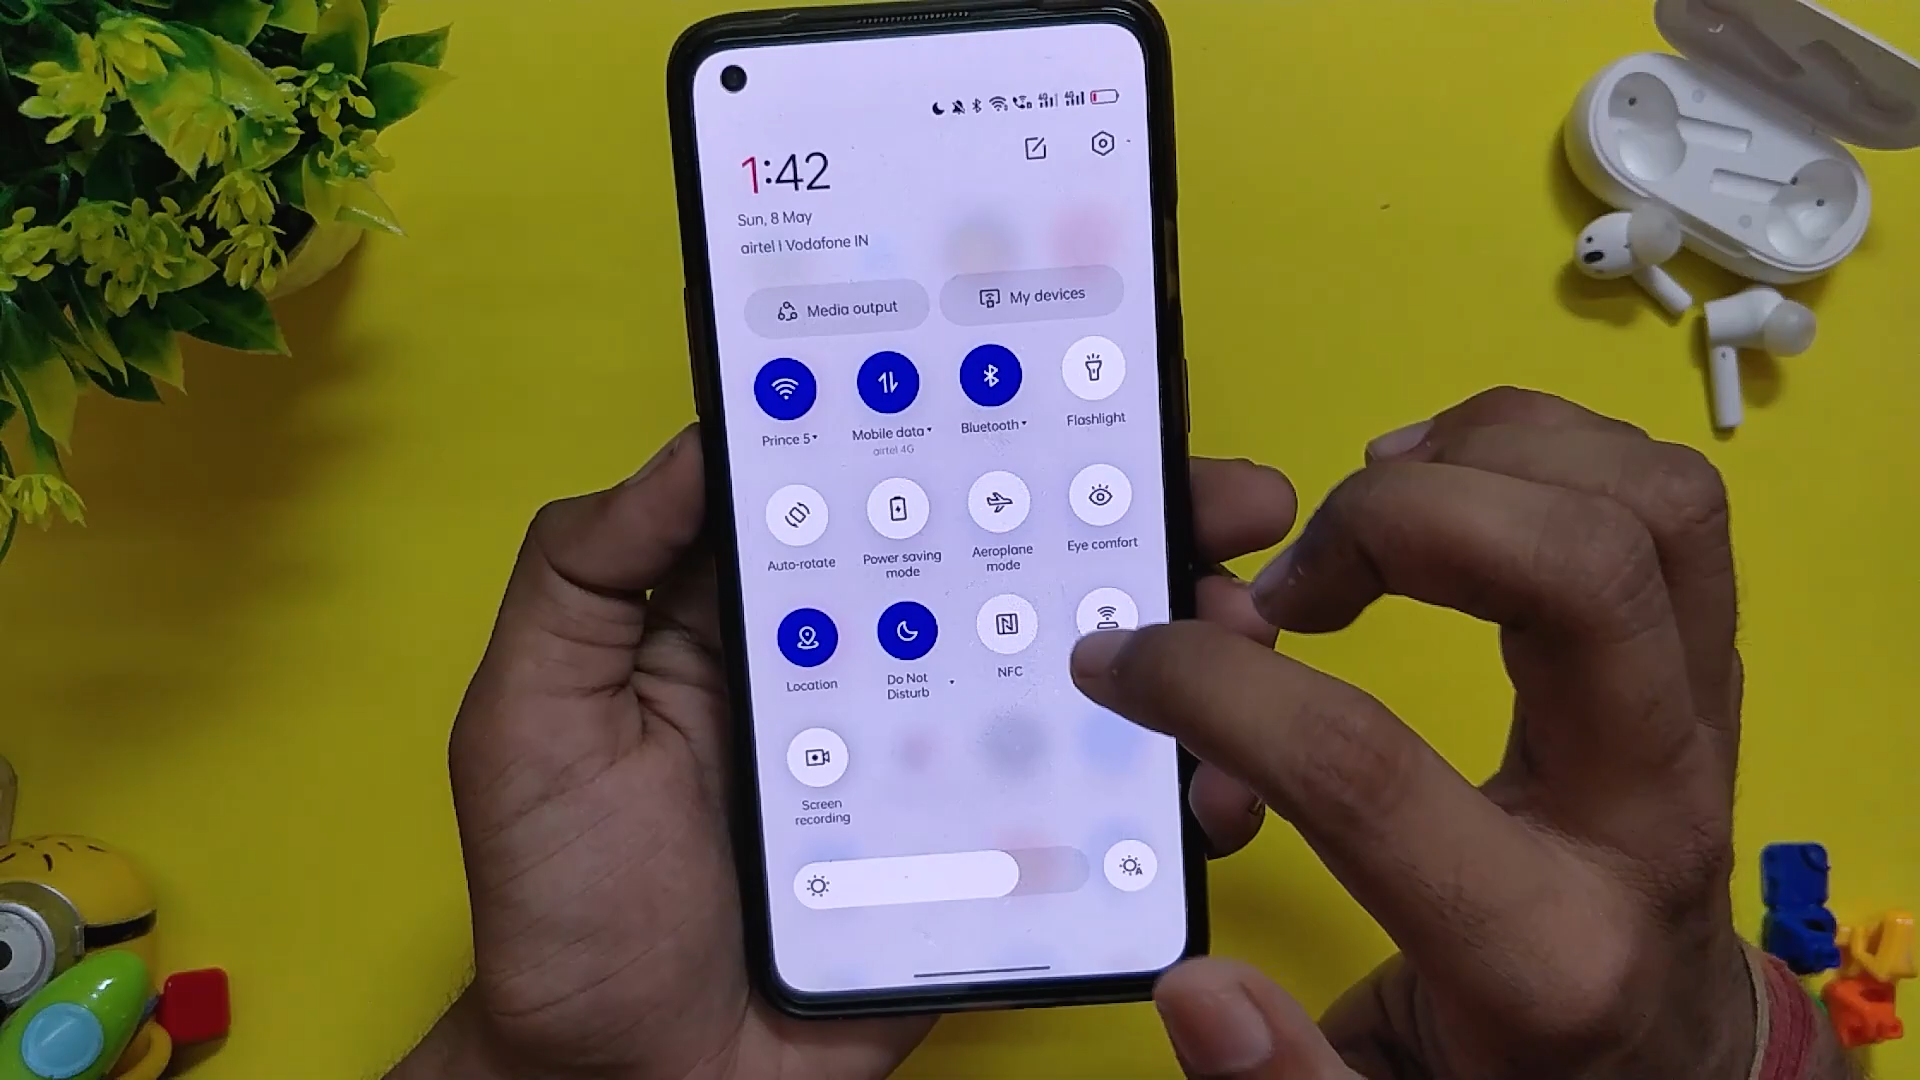 1:42
Sun, 8 May
airtel | Vodafone IN
Media output
My devices
Prince 5
Mobile data
airtel 4G
Bluetooth
Flashlight
Auto-rotate
Power saving
mode
Aeroplane
mode
Eye comfort
Location
Do Not
Disturb
NFC
Screen
recording